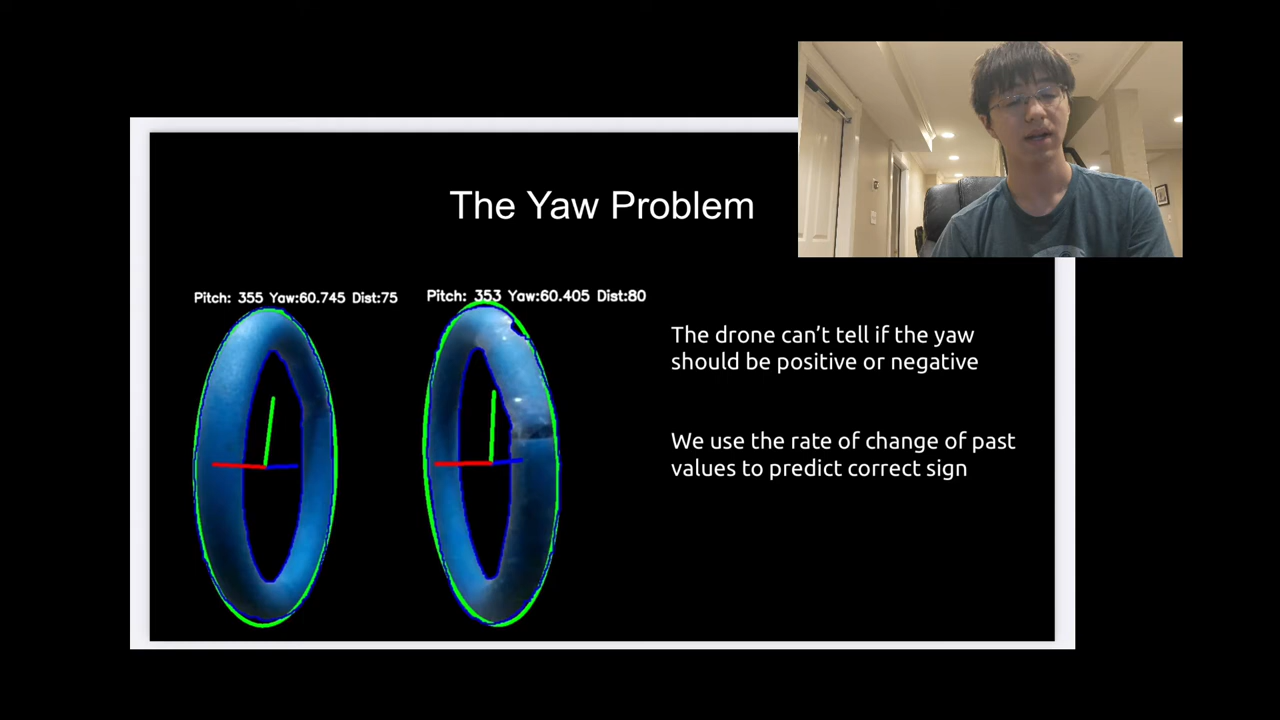 The Yaw Problem
Pitch: 355 Yaw:60.745 Dist:75
Pitch: 353 Yaw:60.405 Dist:80
The drone can't tell if the yaw
should be positive or negative
We use the rate of change of past
values to predict correct sign